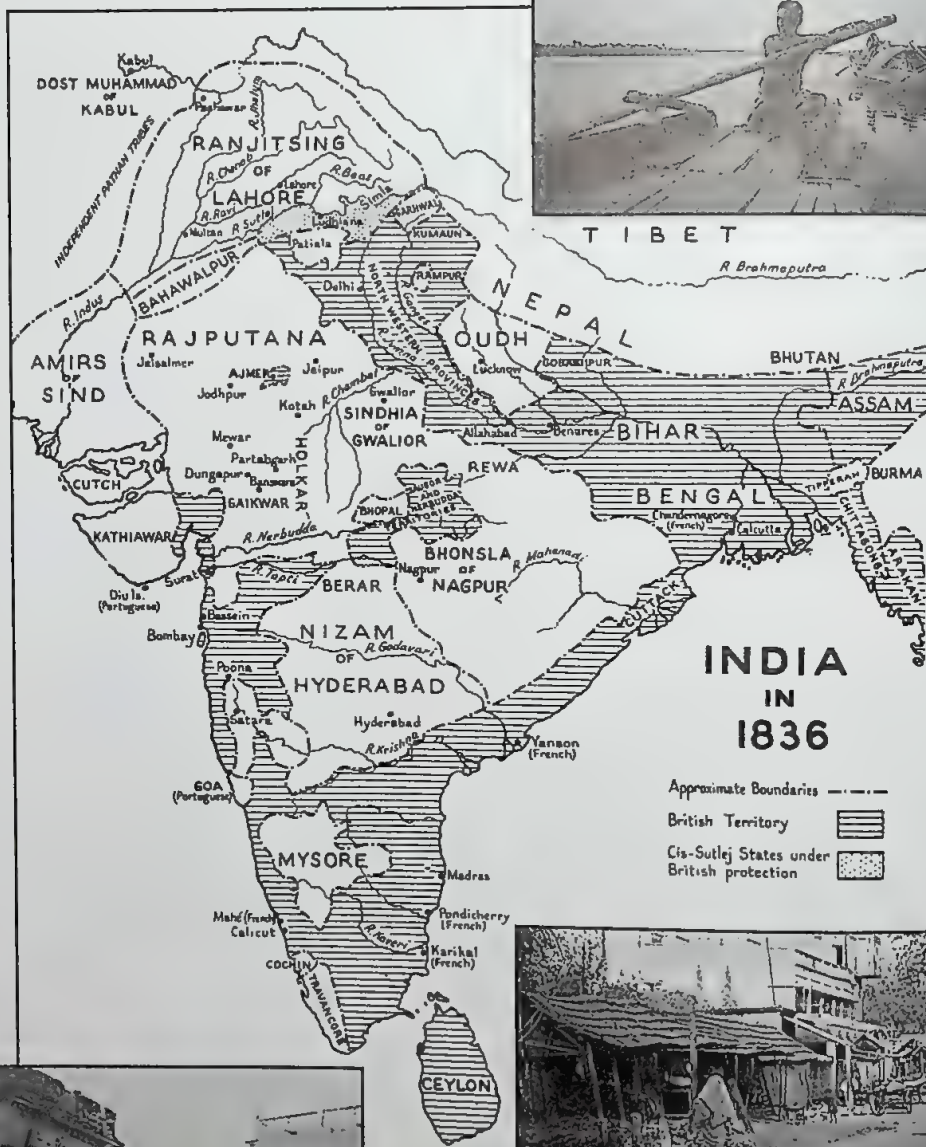 Kabul
DOST MUHAMMAD
OF
KABUL
Peshawar
INDEPENDENT PATHAN TRIBES
R. Jhelum
RANJITSING
OF
LAHORE
R. Chenab
Lahore
R. Beas
R. Ravi
R. Sutlej
Simla
Multan
Ludhiana
Patiala
GARHWAL
KUMAUN
TIBET
R. Brahmaputra
R. Indus
BAHAWALPUR
Delhi
RAMPUR
NORTH WESTERN PROVINCES
R. Ganges
R. Jumna
NEPAL
RAJPUTANA
OUDH
AMIRS
OF
SIND
Jaisalmer
AJMER
Jaipur
Jodhpur
Lucknow
GORAKHPUR
BHUTAN
R. Brahmaputra
ASSAM
R. Chambal
Gwalior
Kotah
SINDHIA
OF
GWALIOR
Allahabad
Benares
BIHAR
Mewar
Partabgarh
Dungapur
Banswara
HOLKAR
REWA
TIPPERAH
BURMA
CUTCH
GAIKWAR
BHOPAL
SAUGOR
AND
NERBUDDA
TERRITORIES
BENGAL
Chandernagore
(French)
Calcutta
CHITTAGONG
ARAKAN
KATHIAWAR
R. Nerbudda
BHONSLA
OF
NAGPUR
Nagpur
R. Mahanadi
Surat
R. Tapti
BERAR
Diu Is.
(Portuguese)
CUTTACK
Bassein
Bombay
NIZAM
OF
HYDERABAD
R. Godavari
Poona
Satara
Hyderabad
R. Krishna
Yanaon
(French)
INDIA
IN
1836
GOA
(Portuguese)
Approximate Boundaries
British Territory
Cis-Sutlej States under
British protection
MYSORE
Madras
Mahé (French)
Calicut
Pondicherry
(French)
R. Kaveri
Karikal
(French)
COCHIN
TRAVANCORE
CEYLON